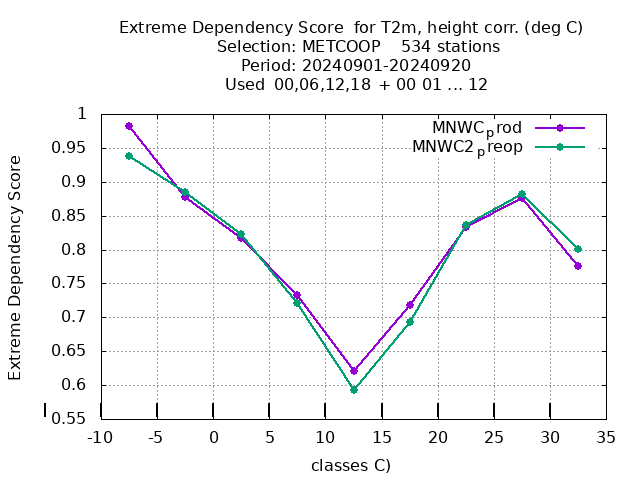 Extreme Dependency Score for T2m, height corr. (deg C)
Selection: METCOOP 534 stations
Period: 20240901-20240920
Used 00,06,12,18 + 00 01 ... 12
MNWCprod
MNWC2preop
Extreme Dependency Score
1
0.95
0.9
0.85
0.8
0.75
0.7
0.65
0.6
0.55
-10 -5 0 5 10 15 20 25 30 35
classes C)